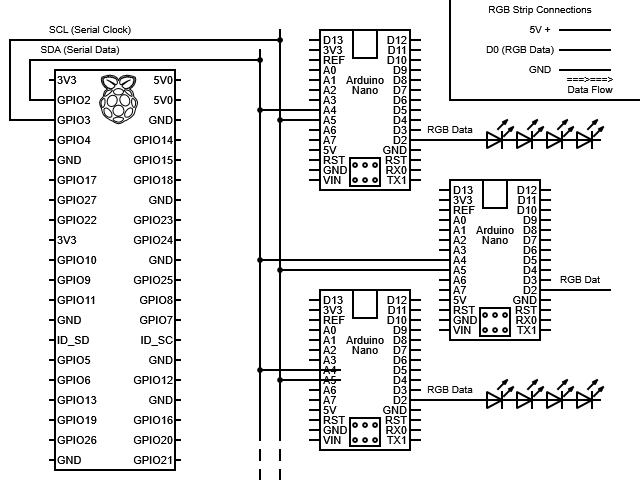 SCL (Serial Clock)
SDA (Serial Data)
3V3 5V0
GPIO2 5V0
GPIO3 GND
GPIO4 GPIO14
GND GPIO15
GPIO17 GPIO18
GPIO27 GND
GPIO22 GPIO23
3V3 GPIO24
GPIO10 GND
GPIO9 GPIO25
GPIO11 GPIO8
GND GPIO7
ID_SD ID_SC
GPIO5 GND
GPIO6 GPIO12
GPIO13 GND
GPIO19 GPIO16
GPIO26 GPIO20
GND GPIO21
D13 D12
3V3 D11
REF D10
A0 D9
A1 Arduino D8
A2 Nano D7
A3 D6
A4 D5
A5 D4
A6 D3
A7 D2
5V GND
RST RST
GND RX0
VIN TX1
RGB Data
RGB Strip Connections
5V +
D0 (RGB Data)
GND
===>===>
Data Flow
D13 D12
3V3 D11
REF D10
A0 D9
A1 Arduino D8
A2 Nano D7
A3 D6
A4 D5
A5 D4
A6 D3
A7 D2
5V GND
RST RST
GND RX0
VIN TX1
RGB Dat
D13 D12
3V3 D11
REF D10
A0 D9
A1 Arduino D8
A2 Nano D7
A3 D6
A4 D5
A5 D4
A6 D3
A7 D2
5V GND
RST RST
GND RX0
VIN TX1
RGB Data